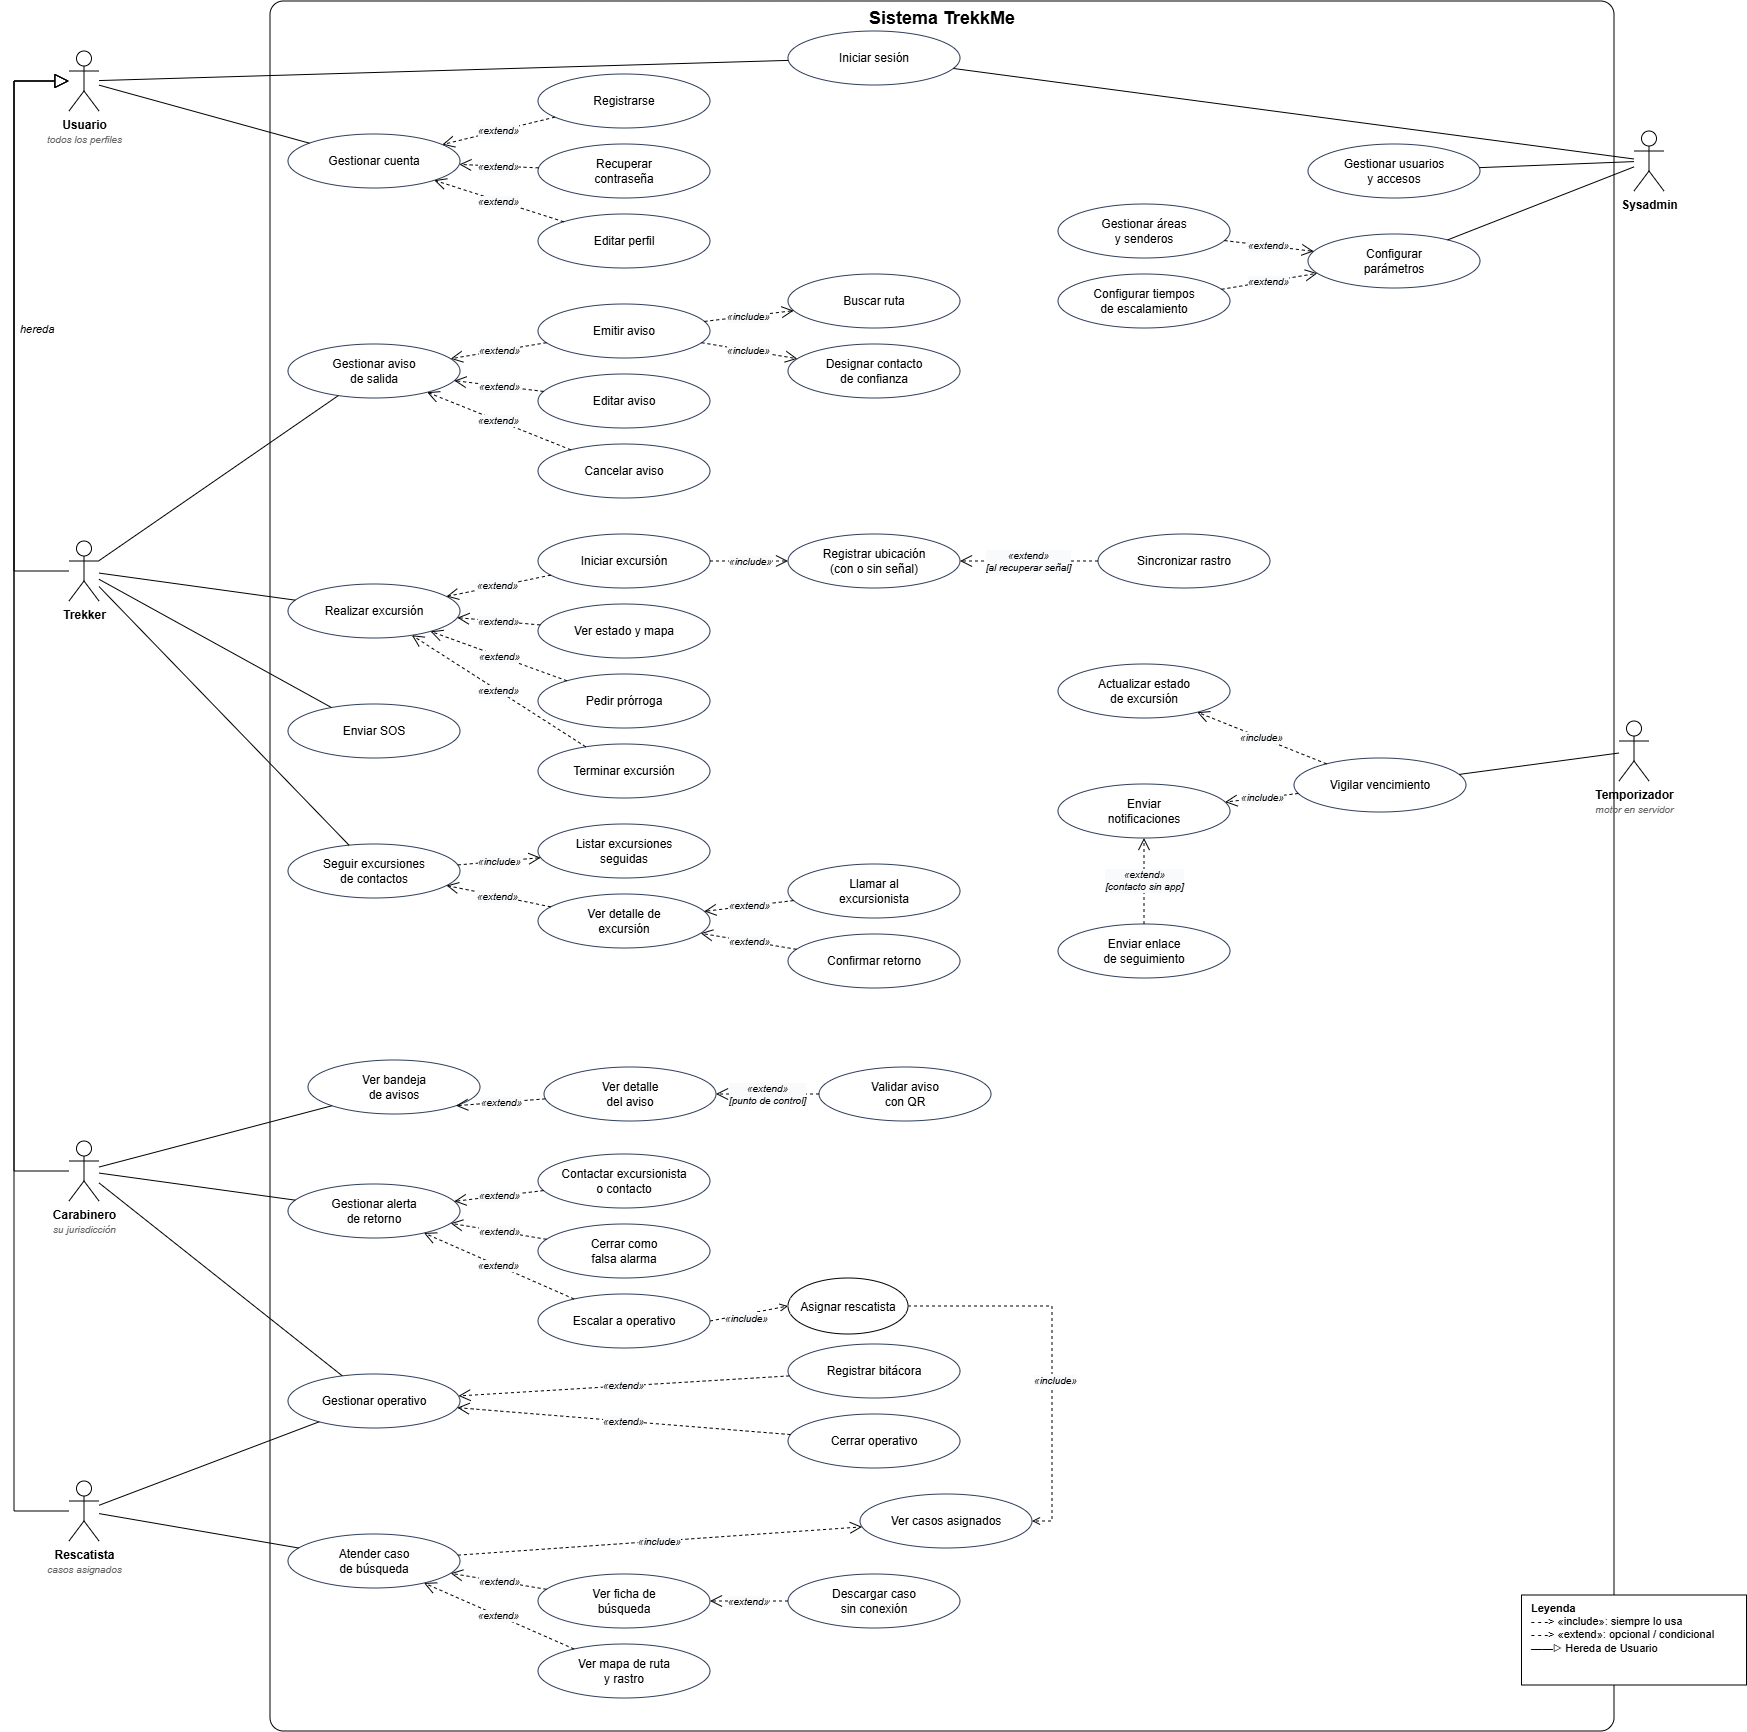 Sistema TrekkMe
Iniciar sesión
Usuario
todos los perfiles
Registrarse
«extend»
Gestionar cuenta
«extend»
Recuperar
contraseña
«extend»
Editar perfil
Gestionar usuarios
y accesos
Sysadmin
Gestionar áreas
y senderos
«extend»
Configurar
parámetros
Configurar tiempos
de escalamiento
«extend»
hereda
Buscar ruta
Emitir aviso
«include»
«include»
Designar contacto
de confianza
Gestionar aviso
de salida
«extend»
«extend»
Editar aviso
«extend»
Cancelar aviso
Trekker
Iniciar excursión
«include»
Registrar ubicación
(con o sin señal)
«extend»
[al recuperar señal]
Sincronizar rastro
«extend»
Realizar excursión
«extend»
Ver estado y mapa
«extend»
Pedir prórroga
«extend»
Terminar excursión
Enviar SOS
Actualizar estado
de excursión
«include»
Vigilar vencimiento
Temporizador
motor en servidor
«include»
Enviar
notificaciones
«extend»
[contacto sin app]
Enviar enlace
de seguimiento
Seguir excursiones
de contactos
«include»
Listar excursiones
seguidas
«extend»
Ver detalle de
excursión
«extend»
Llamar al
excursionista
«extend»
Confirmar retorno
Ver bandeja
de avisos
«extend»
Ver detalle
del aviso
«extend»
[punto de control]
Validar aviso
con QR
Carabinero
su jurisdicción
Gestionar alerta
de retorno
«extend»
Contactar excursionista
o contacto
«extend»
Cerrar como
falsa alarma
«extend»
Escalar a operativo
«include»
Asignar rescatista
«include»
Gestionar operativo
«extend»
Registrar bitácora
«extend»
Cerrar operativo
Rescatista
casos asignados
Ver casos asignados
«include»
Atender caso
de búsqueda
«extend»
Ver ficha de
búsqueda
«extend»
Descargar caso
sin conexión
«extend»
Ver mapa de ruta
y rastro
Leyenda
- - -> «include»: siempre lo usa
- - -> «extend»: opcional / condicional
——▷ Hereda de Usuario